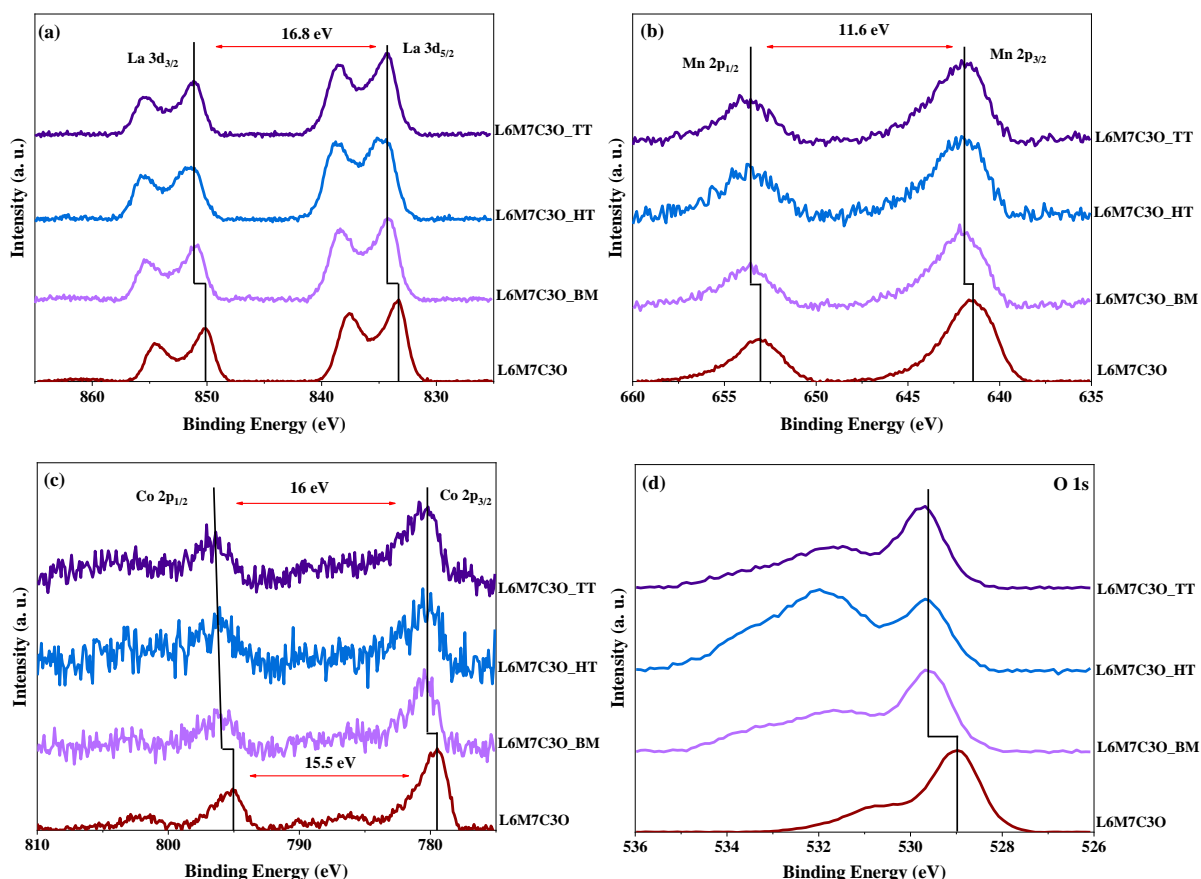 (a)
16.8 eV
La 3d3/2
La 3d5/2
L6M7C3O_TT
L6M7C3O_HT
L6M7C3O_BM
L6M7C3O
Intensity (a. u.)
860
850
840
830
Binding Energy (eV)
(b)
11.6 eV
Mn 2p1/2
Mn 2p3/2
L6M7C3O_TT
L6M7C3O_HT
L6M7C3O_BM
L6M7C3O
Intensity (a. u.)
660
655
650
645
640
635
Binding Energy (eV)
(c)
Co 2p1/2
16 eV
Co 2p3/2
L6M7C3O_TT
L6M7C3O_HT
L6M7C3O_BM
15.5 eV
L6M7C3O
Intensity (a. u.)
810
800
790
780
Binding Energy (eV)
(d)
O 1s
L6M7C3O_TT
L6M7C3O_HT
L6M7C3O_BM
L6M7C3O
Intensity (a. u.)
536
534
532
530
528
526
Binding Energy (eV)